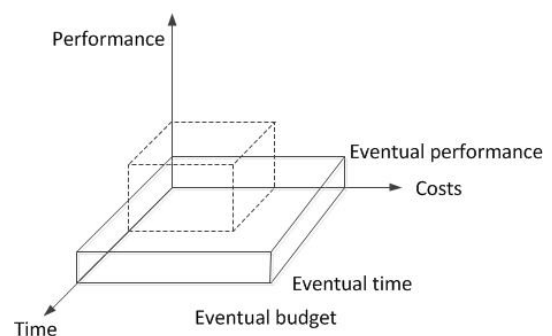 Performance
Eventual performance
Costs
Eventual time
Eventual budget
Time